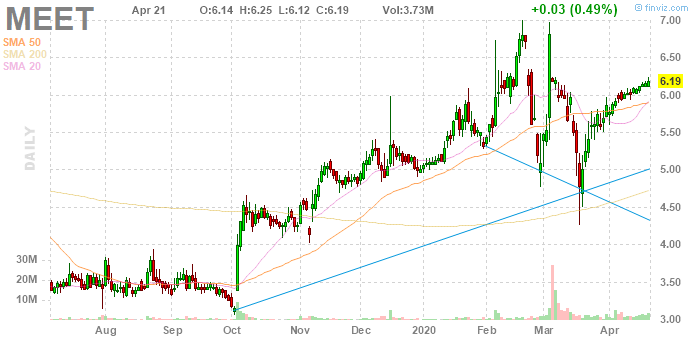 MEET Apr 21 O:6.14 H:6.25 L:6.12 C:6.19 Vol:3.73M +0.03 (0.49%) © finviz.com
SMA 50
SMA 200
SMA 20
DAILY
7.00
6.50
6.19
6.00
5.50
5.00
4.50
4.00
3.50
3.00
30M
20M
10M
Aug Sep Oct Nov Dec 2020 Feb Mar Apr